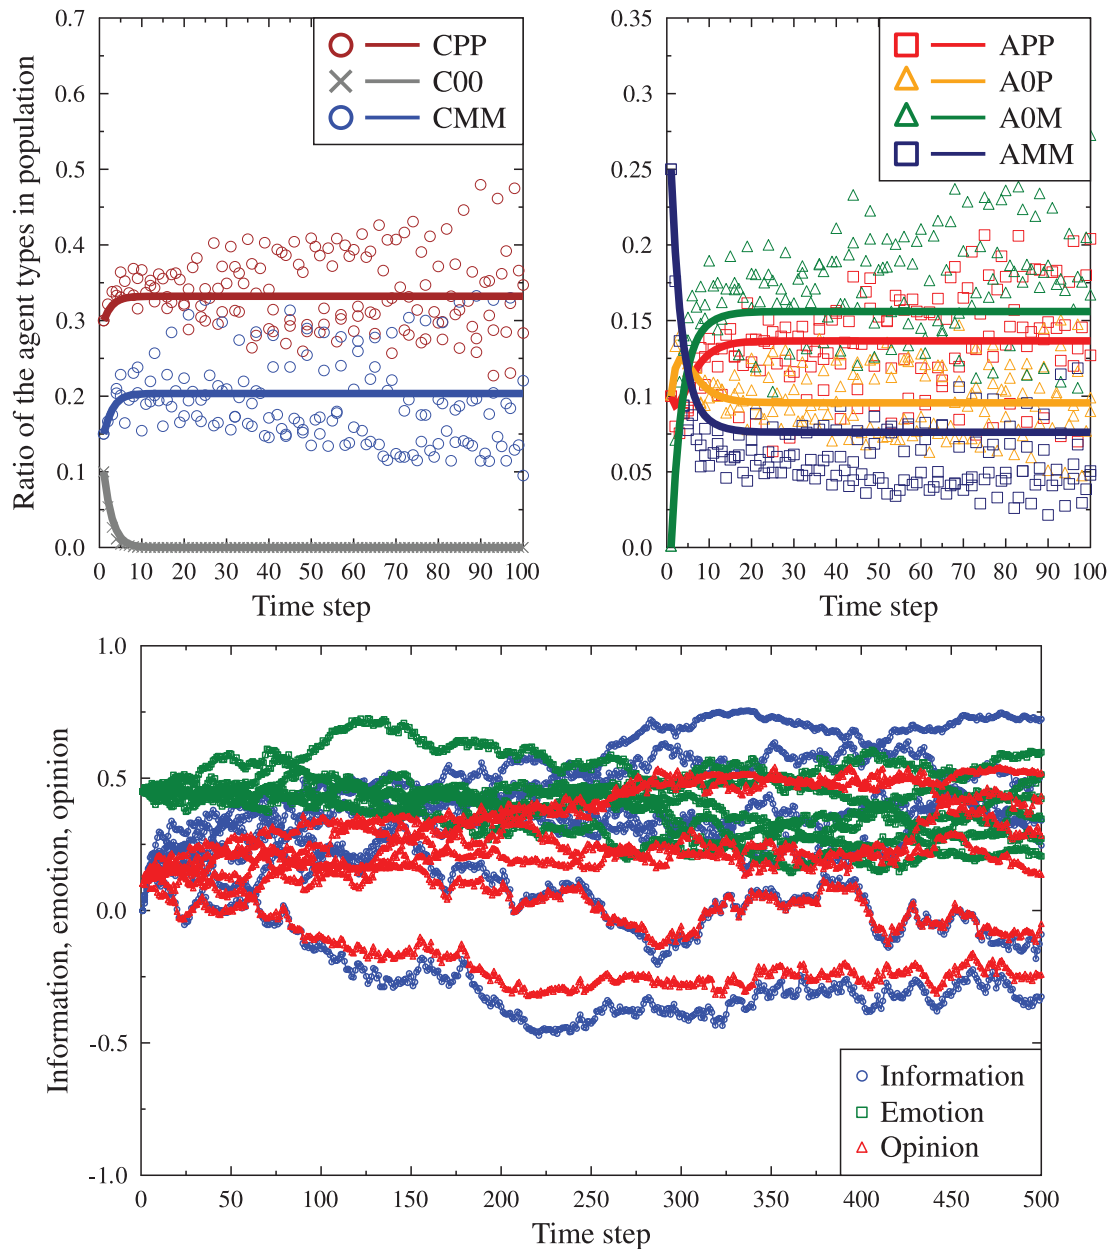 Ratio of the agent types in population
0.7
0.6
0.5
0.4
0.3
0.2
0.1
0.0
CPP
C00
CMM
0 10 20 30 40 50 60 70 80 90 100
Time step
0.35
0.3
0.25
0.2
0.15
0.1
0.05
0.0
APP
A0P
A0M
AMM
0 10 20 30 40 50 60 70 80 90 100
Time step
Information, emotion, opinion
1.0
0.5
0.0
-0.5
-1.0
Information
Emotion
Opinion
0 50 100 150 200 250 300 350 400 450 500
Time step